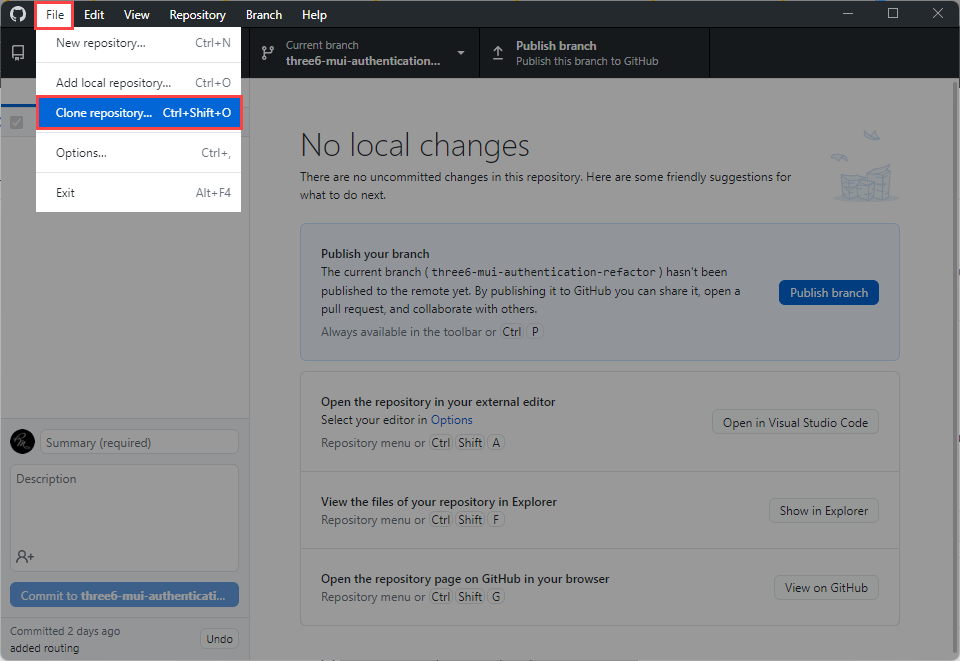 File Edit View Repository Branch Help
New repository... Ctrl+N
Add local repository... Ctrl+O
Clone repository... Ctrl+Shift+O
Options... Ctrl+,
Exit Alt+F4
Current branch
three6-mui-authentication...
Publish branch
Publish this branch to GitHub
No local changes
There are no uncommitted changes in this repository. Here are some friendly suggestions for
what to do next.
Publish your branch
The current branch ( three6-mui-authentication-refactor ) hasn't been
published to the remote yet. By publishing it to GitHub you can share it, open a
pull request, and collaborate with others.
Always available in the toolbar or Ctrl P
Publish branch
Open the repository in your external editor
Select your editor in Options
Repository menu or Ctrl Shift A
Open in Visual Studio Code
View the files of your repository in Explorer
Repository menu or Ctrl Shift F
Show in Explorer
Open the repository page on GitHub in your browser
Repository menu or Ctrl Shift G
View on GitHub
Summary (required)
Description
Commit to three6-mui-authenticati...
Committed 2 days ago
added routing
Undo